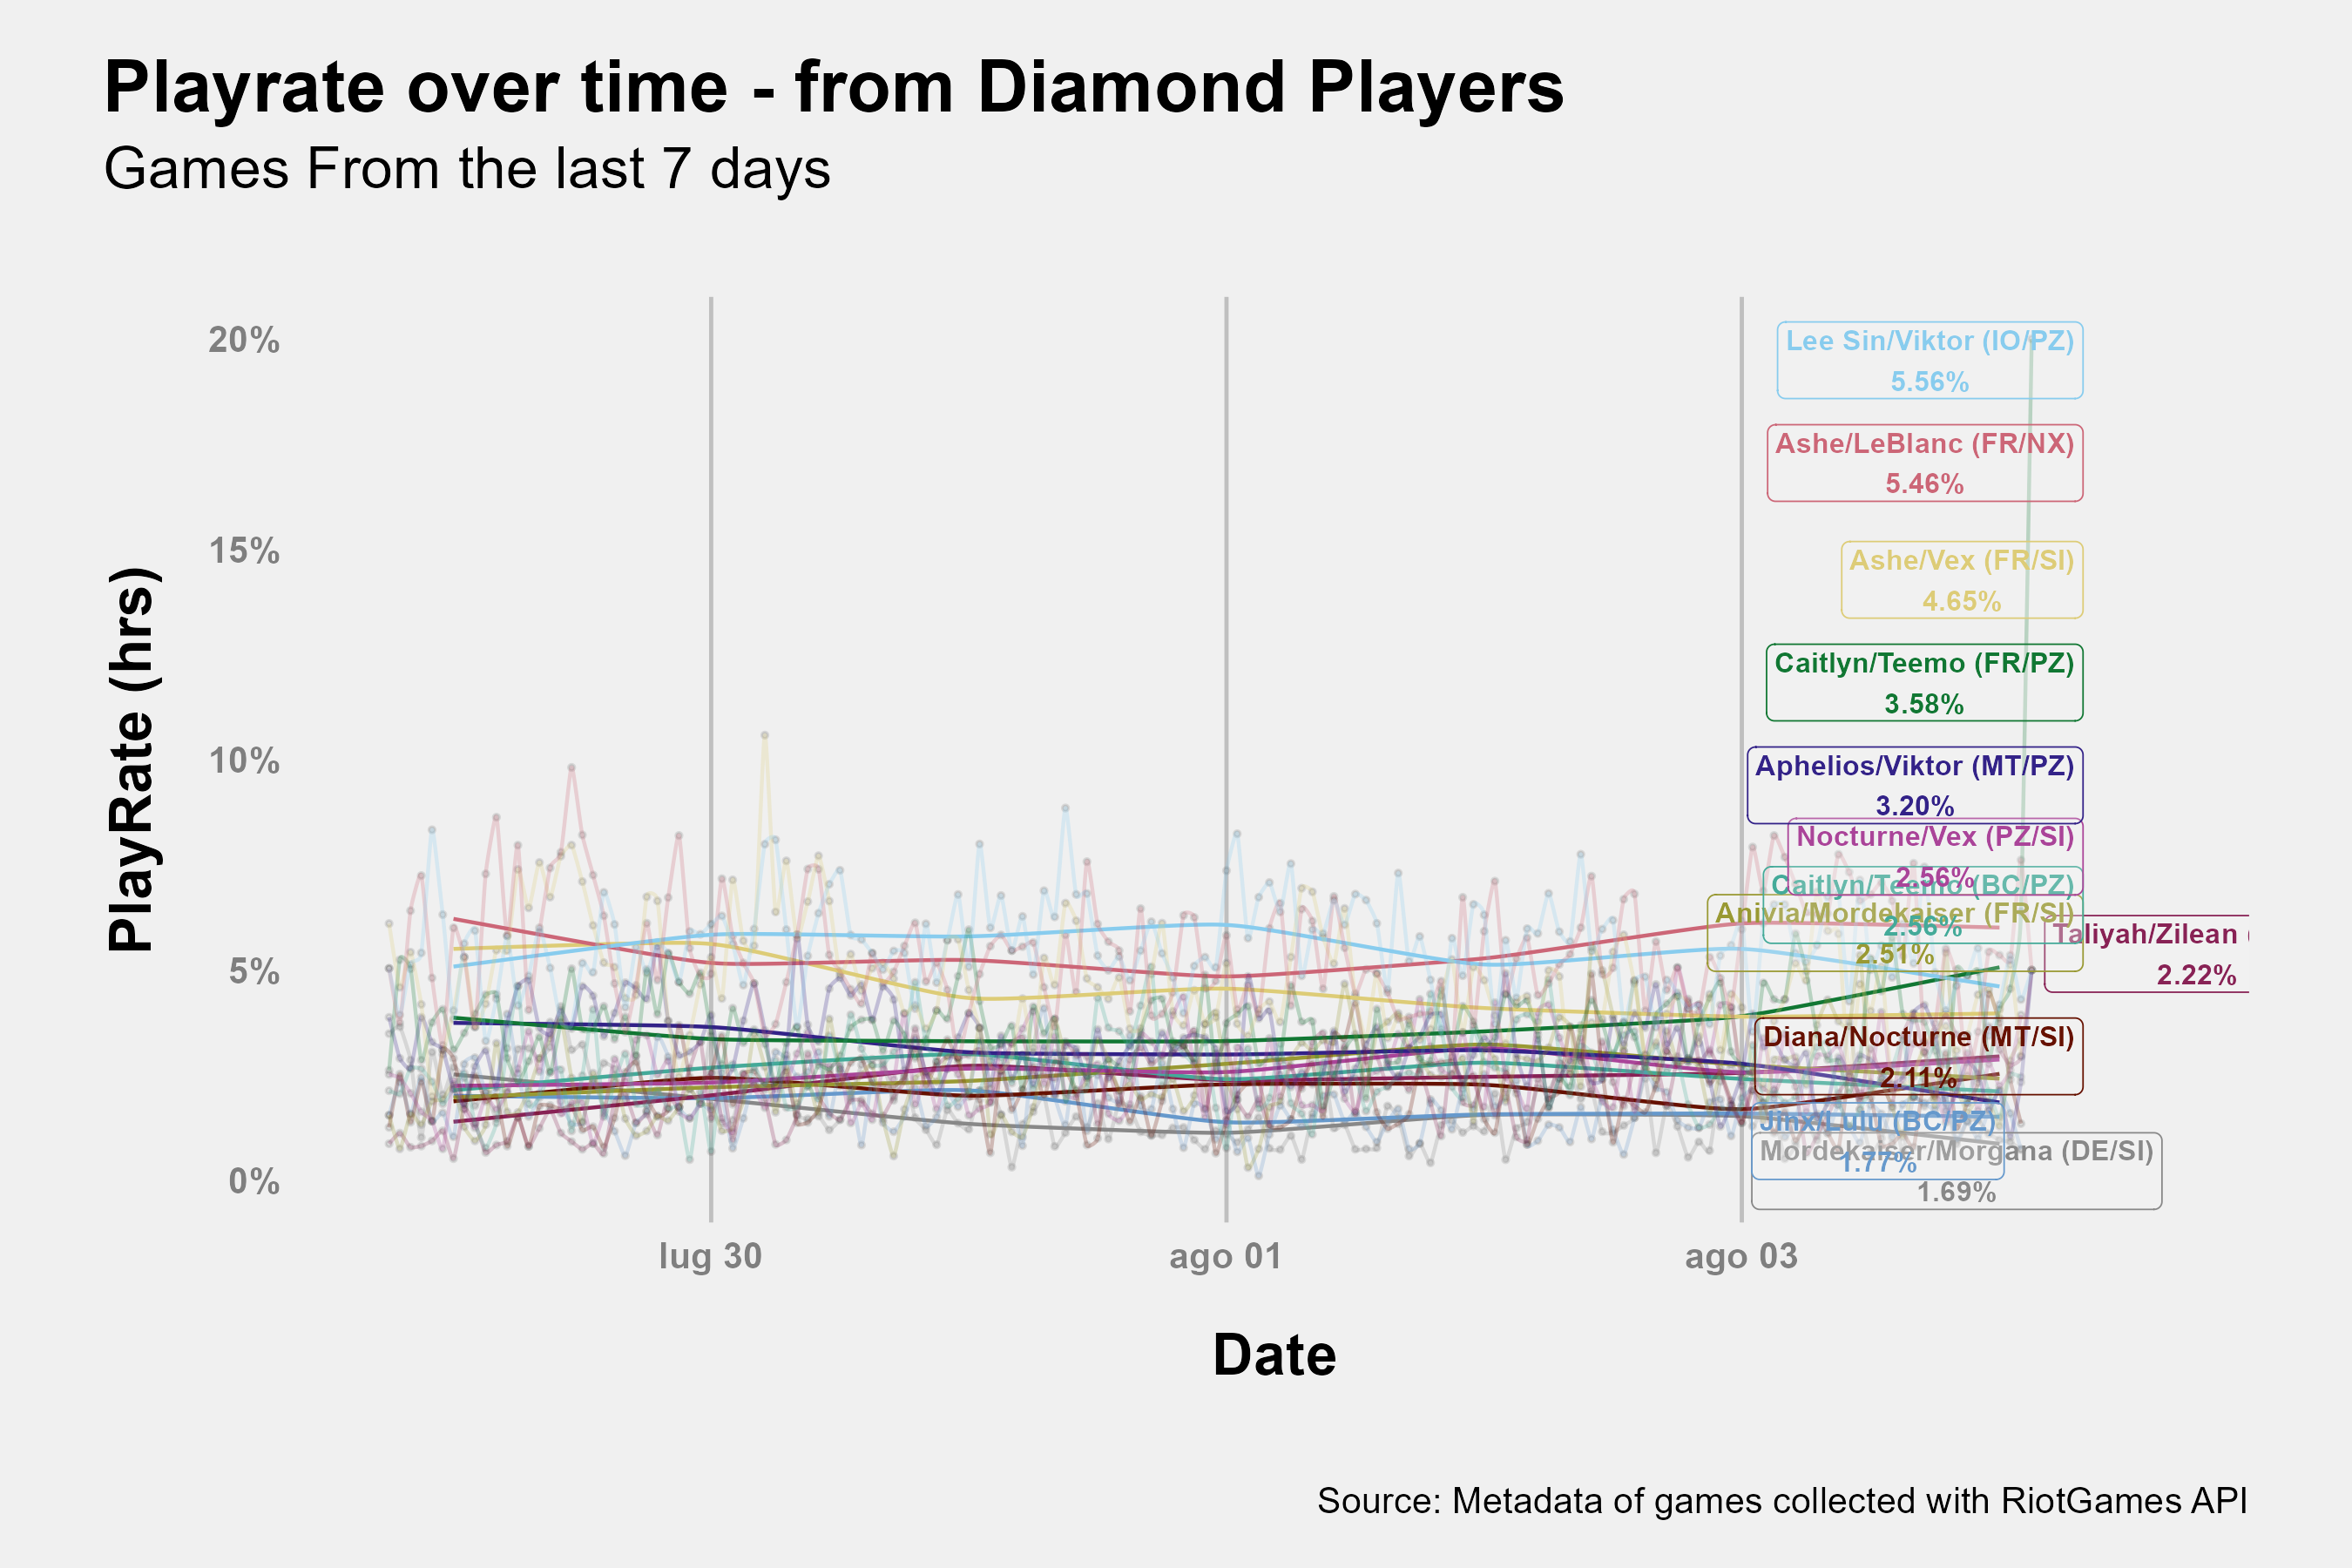 Playrate over time - from Diamond Players
Games From the last 7 days
PlayRate (hrs)
20%
15%
10%
5%
0%
Lee Sin/Viktor (IO/PZ)
5.56%
Ashe/LeBlanc (FR/NX)
5.46%
Ashe/Vex (FR/SI)
4.65%
Caitlyn/Teemo (FR/PZ)
3.58%
Aphelios/Viktor (MT/PZ)
3.20%
Nocturne/Vex (PZ/SI)
2.56%
Caitlyn/Teemo (BC/PZ)
2.56%
Anivia/Mordekaiser (FR/SI)
2.51%
Taliyah/Zilean (
2.22%
Diana/Nocturne (MT/SI)
2.11%
Jinx/Lulu (BC/PZ)
1.77%
Mordekaiser/Morgana (DE/SI)
1.69%
lug 30
ago 01
ago 03
Date
Source: Metadata of games collected with RiotGames API